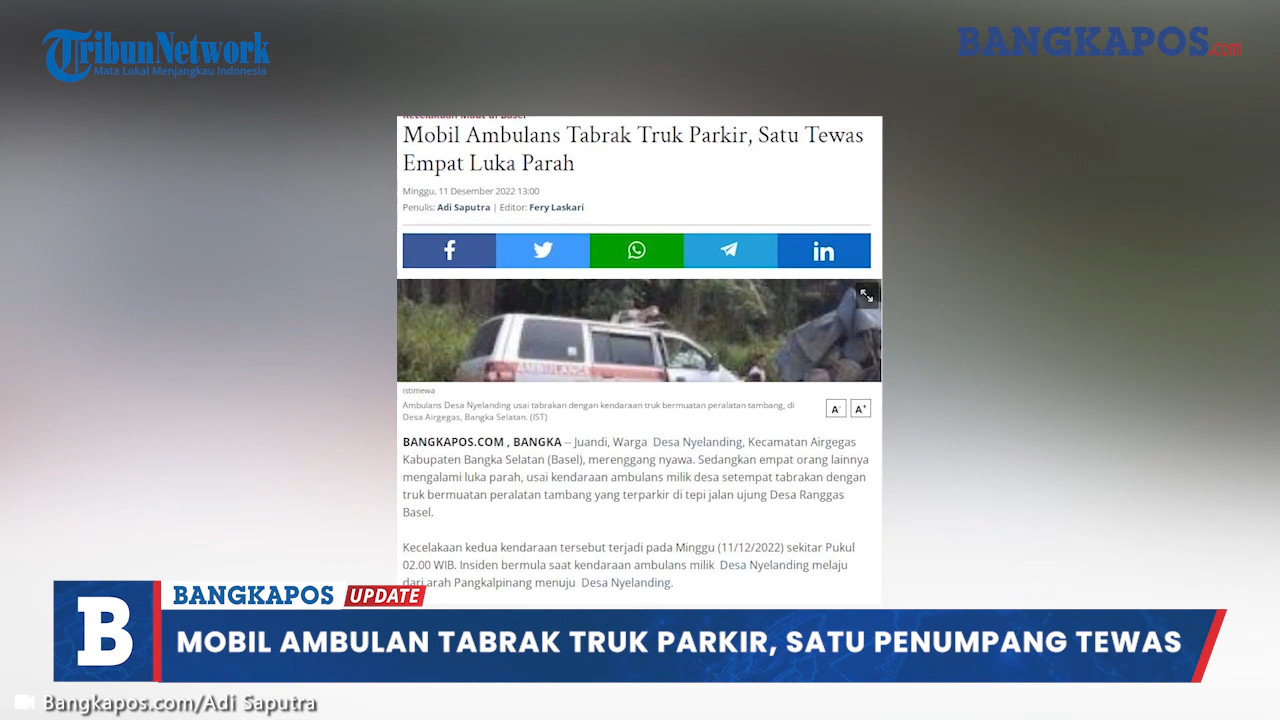 TribunNetwork
Mata Lokal Menjangkau Indonesia
BANGKAPOS.com
Kecelakaan Maut di Basel
Mobil Ambulans Tabrak Truk Parkir, Satu Tewas
Empat Luka Parah
Minggu, 11 Desember 2022 13:00
Penulis: Adi Saputra | Editor: Fery Laskari
AMBULANCE
istimewa
Ambulans Desa Nyelanding usai tabrakan dengan kendaraan truk bermuatan peralatan tambang, di
Desa Airgegas, Bangka Selatan. (IST)
A- A+
BANGKAPOS.COM , BANGKA -- Juandi, Warga Desa Nyelanding, Kecamatan Airgegas
Kabupaten Bangka Selatan (Basel), merenggang nyawa. Sedangkan empat orang lainnya
mengalami luka parah, usai kendaraan ambulans milik desa setempat tabrakan dengan
truk bermuatan peralatan tambang yang terparkir di tepi jalan ujung Desa Ranggas
Basel.
Kecelakaan kedua kendaraan tersebut terjadi pada Minggu (11/12/2022) sekitar Pukul
02.00 WIB. Insiden bermula saat kendaraan ambulans milik Desa Nyelanding melaju
dari arah Pangkalpinang menuju Desa Nyelanding.
B BANGKAPOS UPDATE
MOBIL AMBULAN TABRAK TRUK PARKIR, SATU PENUMPANG TEWAS
Bangkapos.com/Adi Saputra